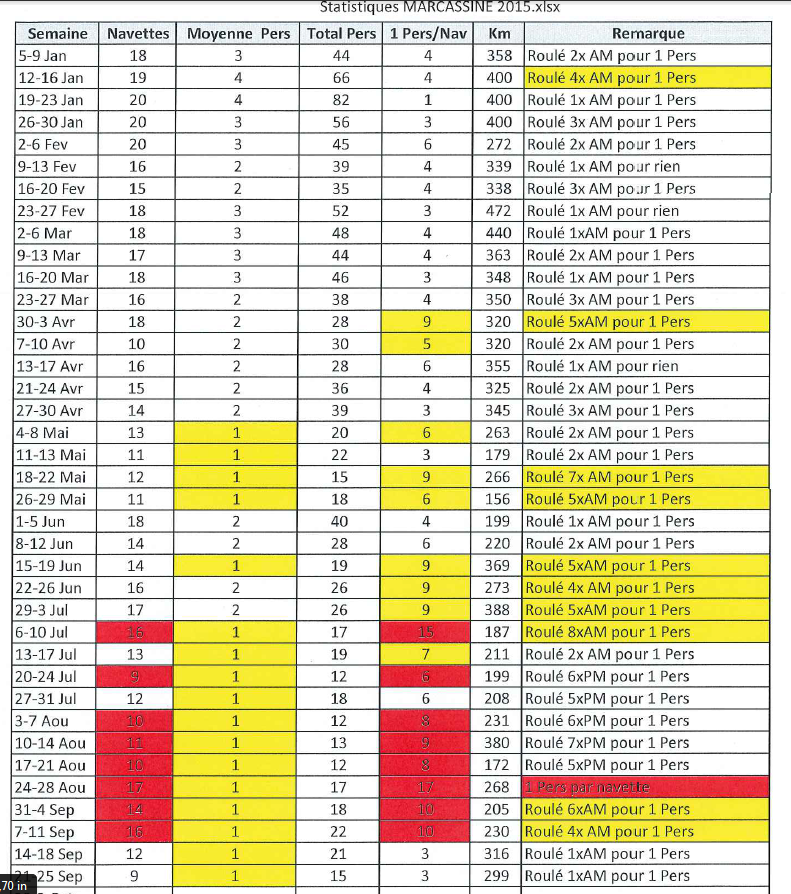 Statistiques MARCASSINE 2015.xlsx
Semaine Navettes Moyenne Pers Total Pers 1 Pers/Nav Km Remarque
5-9 Jan 18 3 44 4 358 Roulé 2x AM pour 1 Pers
12-16 Jan 19 4 66 4 400 Roulé 4x AM pour 1 Pers
19-23 Jan 20 4 82 1 400 Roulé 1x AM pour 1 Pers
26-30 Jan 20 3 56 3 400 Roulé 3x AM pour 1 Pers
2-6 Fev 20 3 45 6 272 Roulé 2x AM pour 1 Pers
9-13 Fev 16 2 39 4 339 Roulé 1x AM pour rien
16-20 Fev 15 2 35 4 338 Roulé 3x AM pour 1 Pers
23-27 Fev 18 3 52 3 472 Roulé 1x AM pour rien
2-6 Mar 18 3 48 4 440 Roulé 1xAM pour 1 Pers
9-13 Mar 17 3 44 4 363 Roulé 2x AM pour 1 Pers
16-20 Mar 18 3 46 3 348 Roulé 1x AM pour 1 Pers
23-27 Mar 16 2 38 4 350 Roulé 3x AM pour 1 Pers
30-3 Avr 18 2 28 9 320 Roulé 5xAM pour 1 Pers
7-10 Avr 10 2 30 5 320 Roulé 2x AM pour 1 Pers
13-17 Avr 16 2 28 6 355 Roulé 1x AM pour rien
21-24 Avr 15 2 36 4 325 Roulé 2x AM pour 1 Pers
27-30 Avr 14 2 39 3 345 Roulé 3x AM pour 1 Pers
4-8 Mai 13 1 20 6 263 Roulé 2x AM pour 1 Pers
11-13 Mai 11 1 22 3 179 Roulé 2x AM pour 1 Pers
18-22 Mai 12 1 15 9 266 Roulé 7x AM pour 1 Pers
26-29 Mai 11 1 18 6 156 Roulé 5xAM pour 1 Pers
1-5 Jun 18 2 40 4 199 Roulé 1x AM pour 1 Pers
8-12 Jun 14 2 28 6 220 Roulé 2x AM pour 1 Pers
15-19 Jun 14 1 19 9 369 Roulé 5xAM pour 1 Pers
22-26 Jun 16 2 26 9 273 Roulé 4x AM pour 1 Pers
29-3 Jul 17 2 26 9 388 Roulé 5xAM pour 1 Pers
6-10 Jul 16 1 17 15 187 Roulé 8xAM pour 1 Pers
13-17 Jul 13 1 19 7 211 Roulé 2x AM pour 1 Pers
20-24 Jul 9 1 12 6 199 Roulé 6xPM pour 1 Pers
27-31 Jul 12 1 18 6 208 Roulé 5xPM pour 1 Pers
3-7 Aou 10 1 12 8 231 Roulé 6xPM pour 1 Pers
10-14 Aou 11 1 13 9 380 Roulé 7xPM pour 1 Pers
17-21 Aou 10 1 12 8 172 Roulé 5xPM pour 1 Pers
24-28 Aou 17 1 17 17 268 1 Pers par navette
31-4 Sep 14 1 18 10 205 Roulé 6xAM pour 1 Pers
7-11 Sep 16 1 22 10 230 Roulé 4x AM pour 1 Pers
14-18 Sep 12 1 21 3 316 Roulé 1xAM pour 1 Pers
21-25 Sep 9 1 15 3 299 Roulé 1xAM pour 1 Pers
,70 in